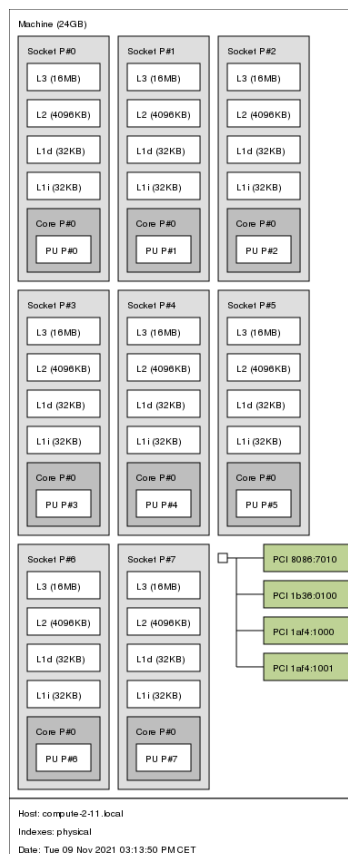 Machine (24GB)
Socket P#0
L3 (16MB)
L2 (4096KB)
L1d (32KB)
L1i (32KB)
Core P#0
PU P#0
Socket P#1
L3 (16MB)
L2 (4096KB)
L1d (32KB)
L1i (32KB)
Core P#0
PU P#1
Socket P#2
L3 (16MB)
L2 (4096KB)
L1d (32KB)
L1i (32KB)
Core P#0
PU P#2
Socket P#3
L3 (16MB)
L2 (4096KB)
L1d (32KB)
L1i (32KB)
Core P#0
PU P#3
Socket P#4
L3 (16MB)
L2 (4096KB)
L1d (32KB)
L1i (32KB)
Core P#0
PU P#4
Socket P#5
L3 (16MB)
L2 (4096KB)
L1d (32KB)
L1i (32KB)
Core P#0
PU P#5
Socket P#6
L3 (16MB)
L2 (4096KB)
L1d (32KB)
L1i (32KB)
Core P#0
PU P#6
Socket P#7
L3 (16MB)
L2 (4096KB)
L1d (32KB)
L1i (32KB)
Core P#0
PU P#7
PCI 8086:7010
PCI 1b36:0100
PCI 1af4:1000
PCI 1af4:1001
Host: compute-2-11.local
Indexes: physical
Date: Tue 09 Nov 2021 03:13:50 PM CET